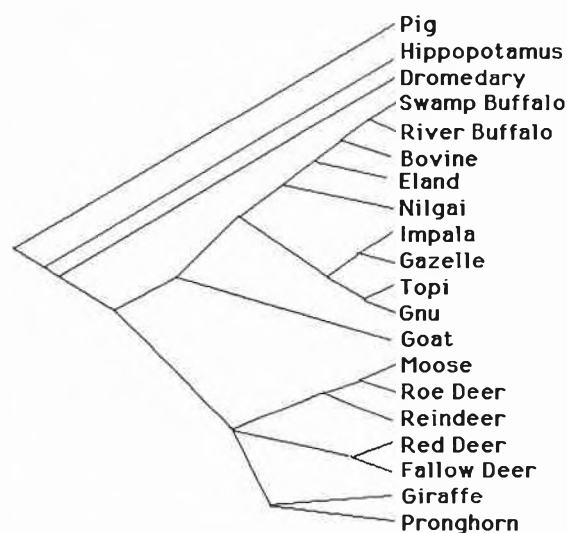 Pig
Hippopotamus
Dromedary
Swamp Buffalo
River Buffalo
Bovine
Eland
Nilgai
Impala
Gazelle
Topi
Gnu
Goat
Moose
Roe Deer
Reindeer
Red Deer
Fallow Deer
Giraffe
Pronghorn